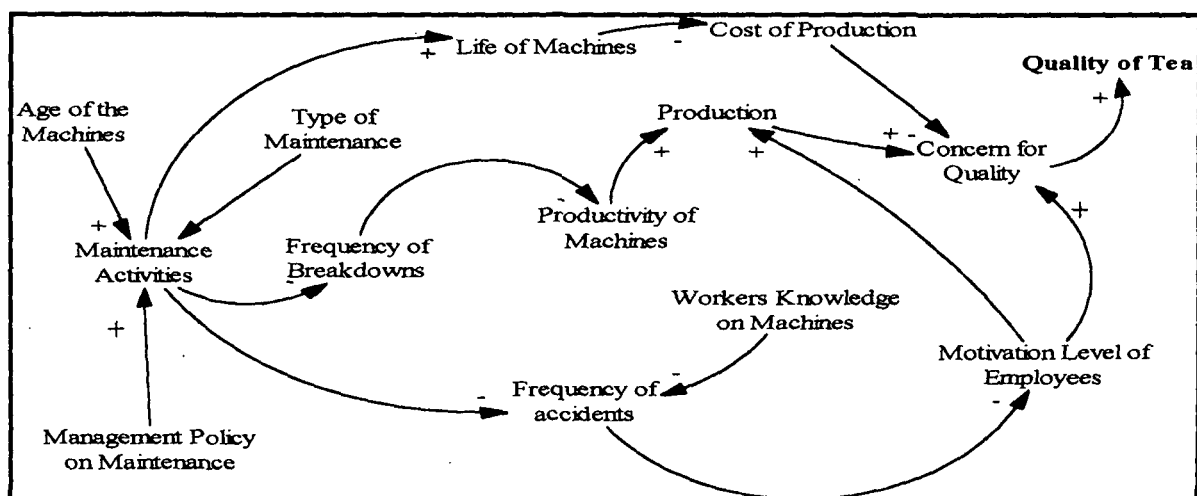 Life of Machines
Cost of Production
Quality of Tea
Age of the
Machines
Type of
Maintenance
Production
Concern for
Quality
Productivity of
Machines
Maintenance
Activities
Frequency of
Breakdowns
Workers Knowledge
on Machines
Motivation Level of
Employees
Frequency of
accidents
Management Policy
on Maintenance
+
-
+
+
+
+ -
+
-
+
-
+
-
-
-